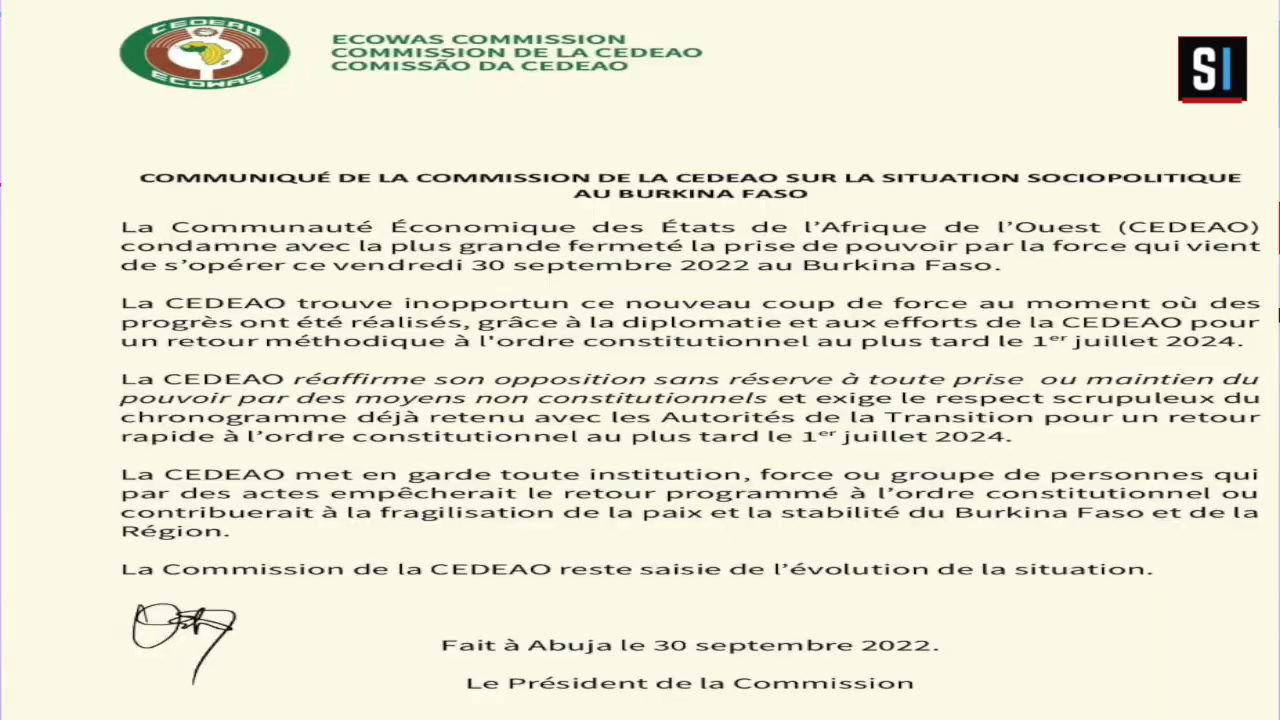 CEDEAO
ECOWAS
ECOWAS COMMISSION
COMMISSION DE LA CEDEAO
COMISSÃO DA CEDEAO
SI
COMMUNIQUÉ DE LA COMMISSION DE LA CEDEAO SUR LA SITUATION SOCIOPOLITIQUE
AU BURKINA FASO
La Communauté Économique des États de l’Afrique de l’Ouest (CEDEAO)
condamne avec la plus grande fermeté la prise de pouvoir par la force qui vient
de s’opérer ce vendredi 30 septembre 2022 au Burkina Faso.
La CEDEAO trouve inopportun ce nouveau coup de force au moment où des
progrès ont été réalisés, grâce à la diplomatie et aux efforts de la CEDEAO pour
un retour méthodique à l’ordre constitutionnel au plus tard le 1er juillet 2024.
La CEDEAO réaffirme son opposition sans réserve à toute prise ou maintien du
pouvoir par des moyens non constitutionnels et exige le respect scrupuleux du
chronogramme déjà retenu avec les Autorités de la Transition pour un retour
rapide à l’ordre constitutionnel au plus tard le 1er juillet 2024.
La CEDEAO met en garde toute institution, force ou groupe de personnes qui
par des actes empêcherait le retour programmé à l’ordre constitutionnel ou
contribuerait à la fragilisation de la paix et la stabilité du Burkina Faso et de la
Région.
La Commission de la CEDEAO reste saisie de l’évolution de la situation.
Fait à Abuja le 30 septembre 2022.
Le Président de la Commission